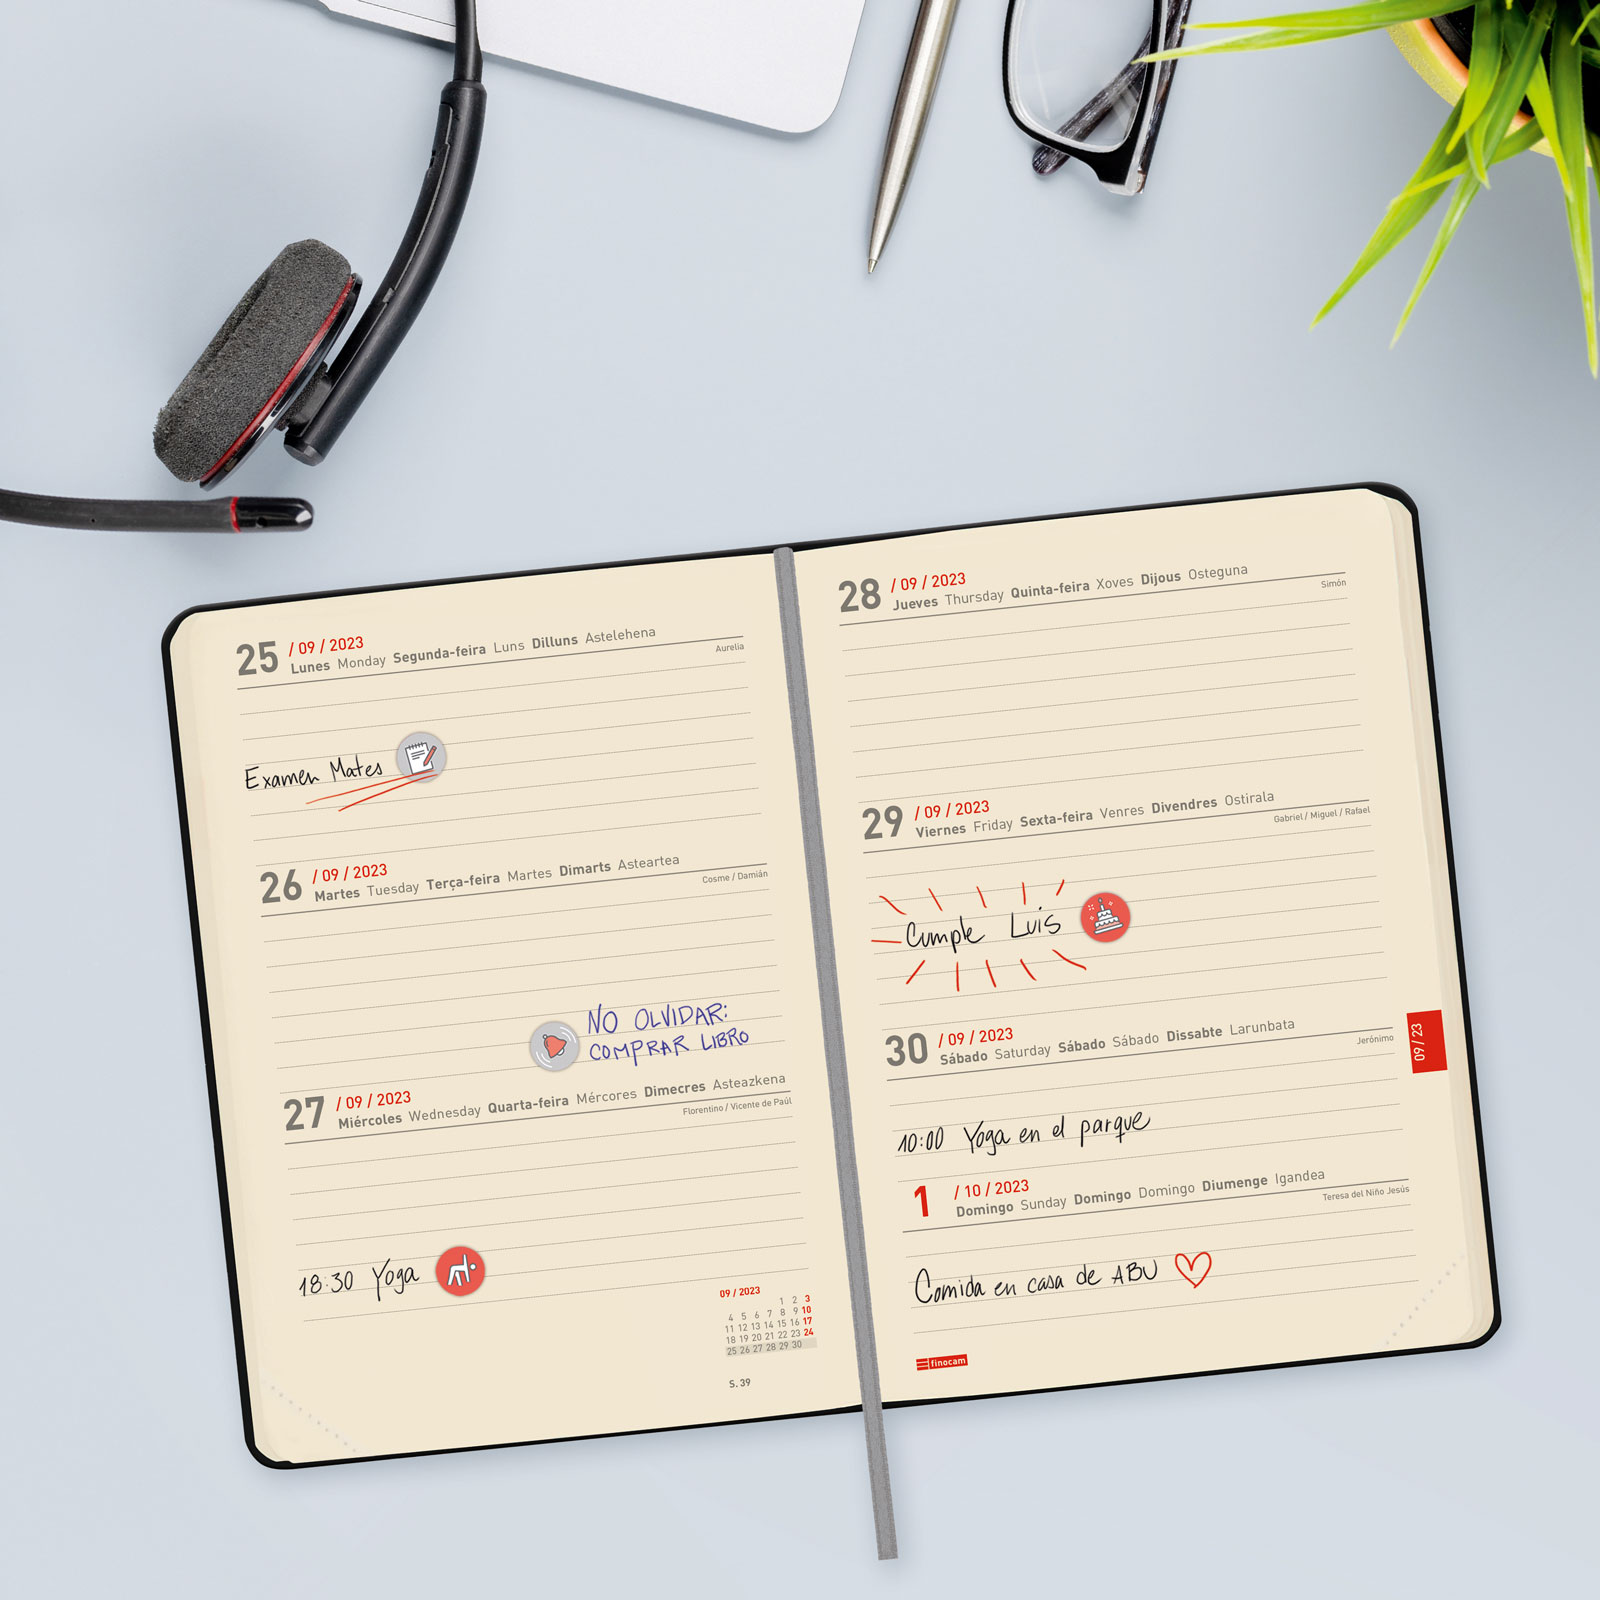 25 / 09 / 2023
Lunes Monday Segunda-feira Luns Dilluns Astelehena
Aurelia
Examen Mates
26 / 09 / 2023
Martes Tuesday Terça-feira Martes Dimarts Asteartea
Cosme / Damián
NO OLVIDAR:
COMPRAR LIBRO
27 / 09 / 2023
Miércoles Wednesday Quarta-feira Mércores Dimecres Asteazkena
Florentino / Vicente de Paúl
18:30 Yoga
09 / 2023
1 2 3
4 5 6 7 8 9 10
11 12 13 14 15 16 17
18 19 20 21 22 23 24
25 26 27 28 29 30
S. 39
28 / 09 / 2023
Jueves Thursday Quinta-feira Xoves Dijous Osteguna
Simón
29 / 09 / 2023
Viernes Friday Sexta-feira Venres Divendres Ostirala
Gabriel / Miguel / Rafael
Cumple Luis
30 / 09 / 2023
Sábado Saturday Sábado Sábado Dissabte Larunbata
Jerónimo
09 / 23
10:00 Yoga en el parque
1 / 10 / 2023
Domingo Sunday Domingo Domingo Diumenge Igandea
Teresa del Niño Jesús
Comida en casa de ABU
finocam